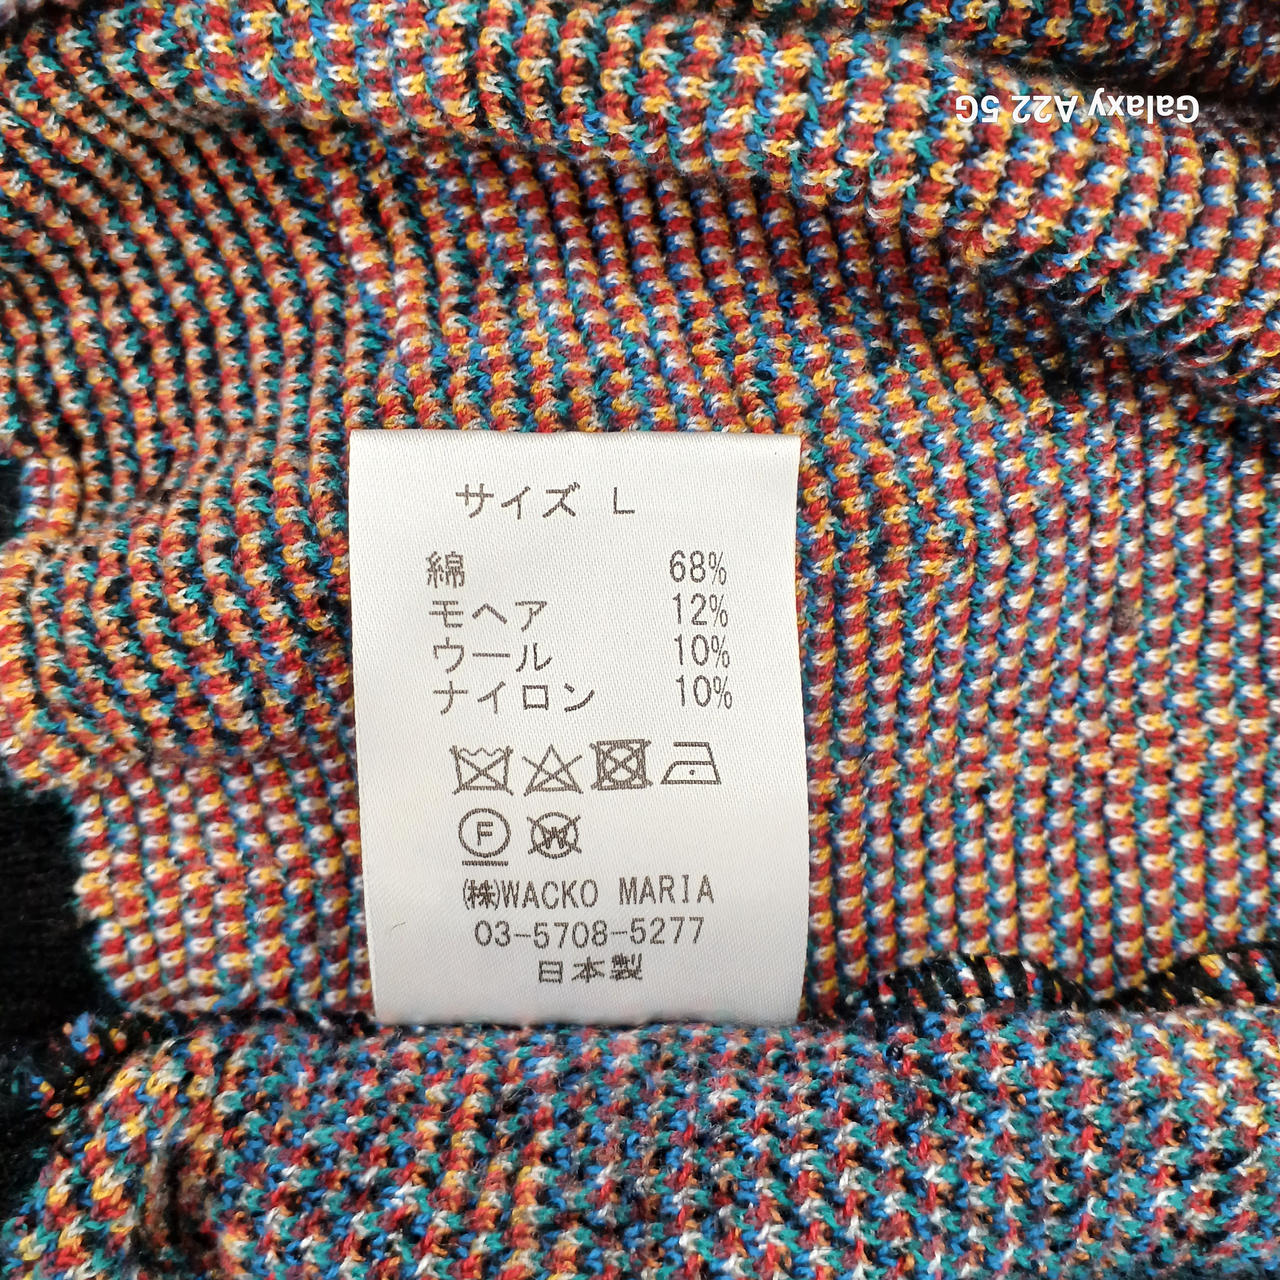 Galaxy A22 5G
サイズ L
綿 68%
モヘア 12%
ウール 10%
ナイロン 10%
F W
㈱WACKO MARIA
03-5708-5277
日本製